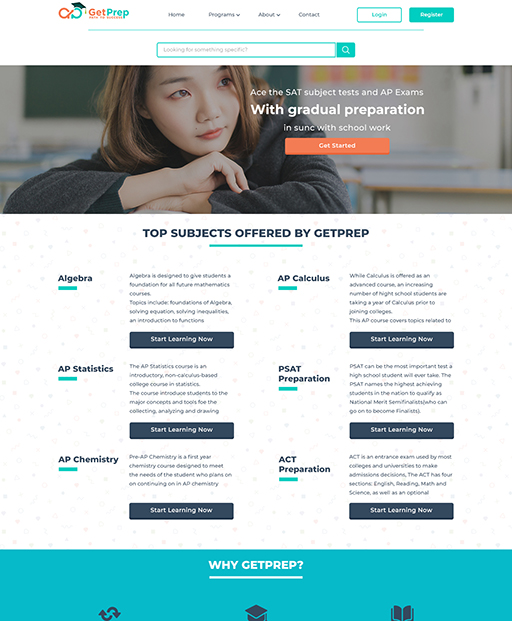 GetPrep
PATH TO SUCCESS
Home
Programs
About
Contact
Login
Register
Looking for something specific?
Ace the SAT subject tests and AP Exams
With gradual preparation
in sunc with school work
Get Started
TOP SUBJECTS OFFERED BY GETPREP
Algebra
Algebra is designed to give students a
foundation for all future mathematics
courses.
Topics include: foundations of Algebra,
solving equation, solving inequalities,
an introduction to functions
Start Learning Now
AP Calculus
While Calculus is offered as an
advanced course, an increasing
number of hight school students are
taking a year of Calculus prior to
joining colleges.
This AP course covers topics related to
Start Learning Now
AP Statistics
The AP Statistics course is an
introductory, non-calculus-based
college course in statistics.
The course introduce students to the
major concepts and tools foe the
collecting, analyzing and drawing
Start Learning Now
PSAT
Preparation
PSAT can be the most important test a
high school student will ever take. The
PSAT names the highest achieving
students in the nation to qualify as
National Merit Semifinalists(who can
go on to become Finalists).
Start Learning Now
AP Chemistry
Pre-AP Chemistry is a first year
chemistry course designed to meet
the needs of the student who plans on
on continuing on in AP chemistry
Start Learning Now
ACT
Preparation
ACT is an entrance exam used by most
colleges and universities to make
admissions decisions, The ACT has four
sections: English, Reading, Math and
Science, as well as an optional
Start Learning Now
WHY GETPREP?